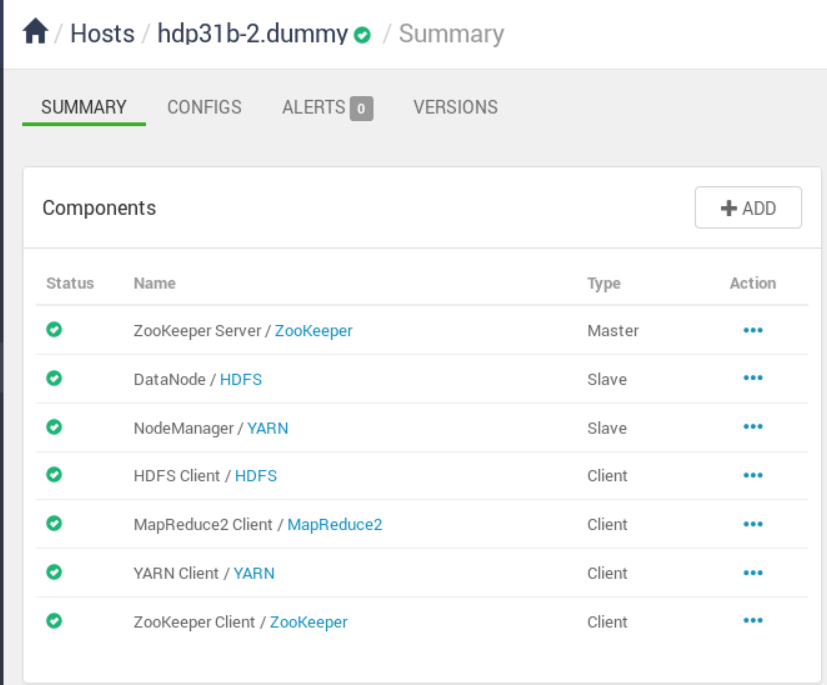 / Hosts / hdp31b-2.dummy / Summary
SUMMARY CONFIGS ALERTS 0 VERSIONS
Components + ADD
Status Name Type Action
ZooKeeper Server / ZooKeeper Master •••
DataNode / HDFS Slave •••
NodeManager / YARN Slave •••
HDFS Client / HDFS Client •••
MapReduce2 Client / MapReduce2 Client •••
YARN Client / YARN Client •••
ZooKeeper Client / ZooKeeper Client •••